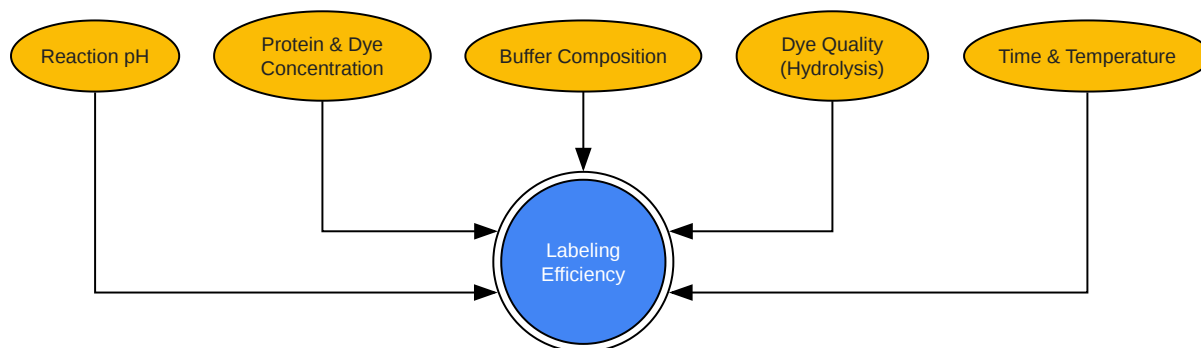 Reaction pH
Protein & Dye
Concentration
Buffer Composition
Dye Quality
(Hydrolysis)
Time & Temperature
Labeling
Efficiency